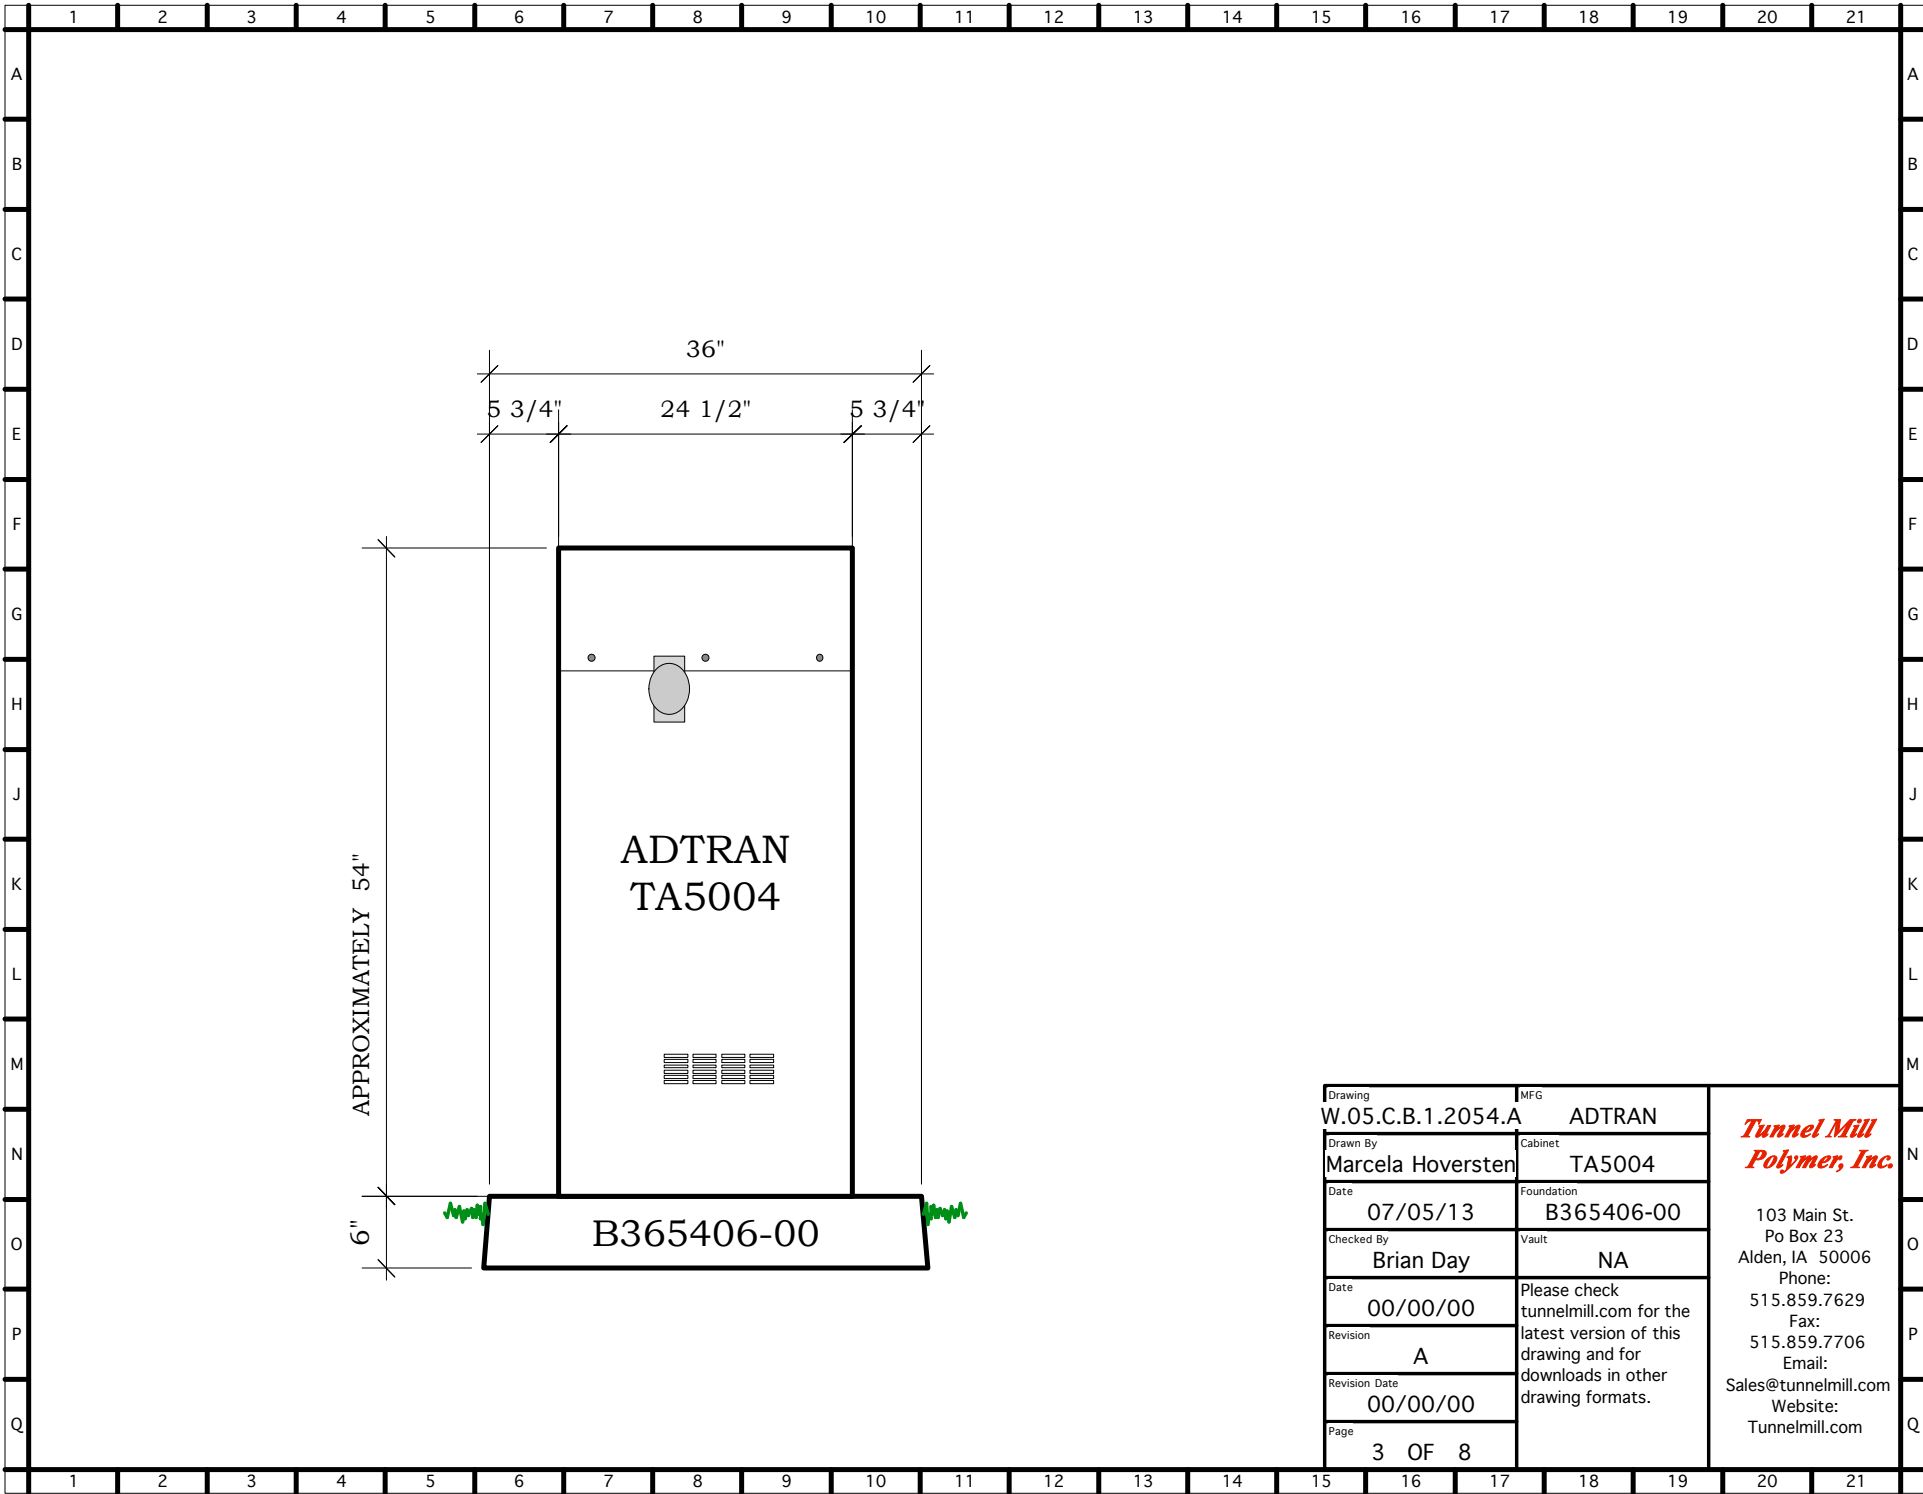 1 2 3 4 5 6 7 8 9 10 11 12 13 14 15 16 17 18 19 20 21
A A
B B
C C
D D
E E
F F
G G
H H
J J
K K
L L
M M
N N
O O
P P
Q Q
36"
5 3/4" 24 1/2" 5 3/4"
APPROXIMATELY 54"
6"
ADTRAN
TA5004
B365406-00
Drawing
W.05.C.B.1.2054.A
MFG
ADTRAN
Drawn By
Marcela Hoversten
Cabinet
TA5004
Date
07/05/13
Foundation
B365406-00
Checked By
Brian Day
Vault
NA
Date
00/00/00
Revision
A
Revision Date
00/00/00
Page
3 OF 8
Please check
tunnelmill.com for the
latest version of this
drawing and for
downloads in other
drawing formats.
Tunnel Mill
Polymer, Inc.
103 Main St.
Po Box 23
Alden, IA 50006
Phone:
515.859.7629
Fax:
515.859.7706
Email:
Sales@tunnelmill.com
Website:
Tunnelmill.com
1 2 3 4 5 6 7 8 9 10 11 12 13 14 15 16 17 18 19 20 21